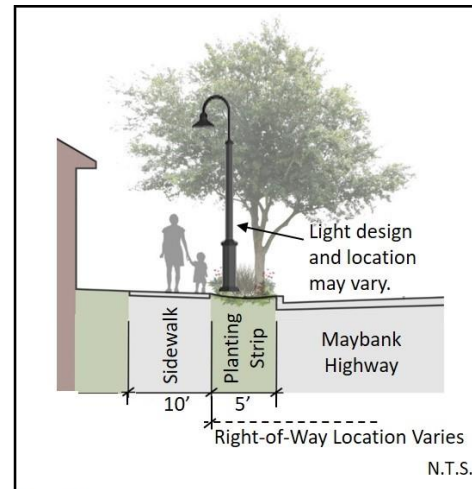 Light design
and location
may vary.
Sidewalk
Planting
Strip
Maybank
Highway
10’
5’
Right-of-Way Location Varies
N.T.S.